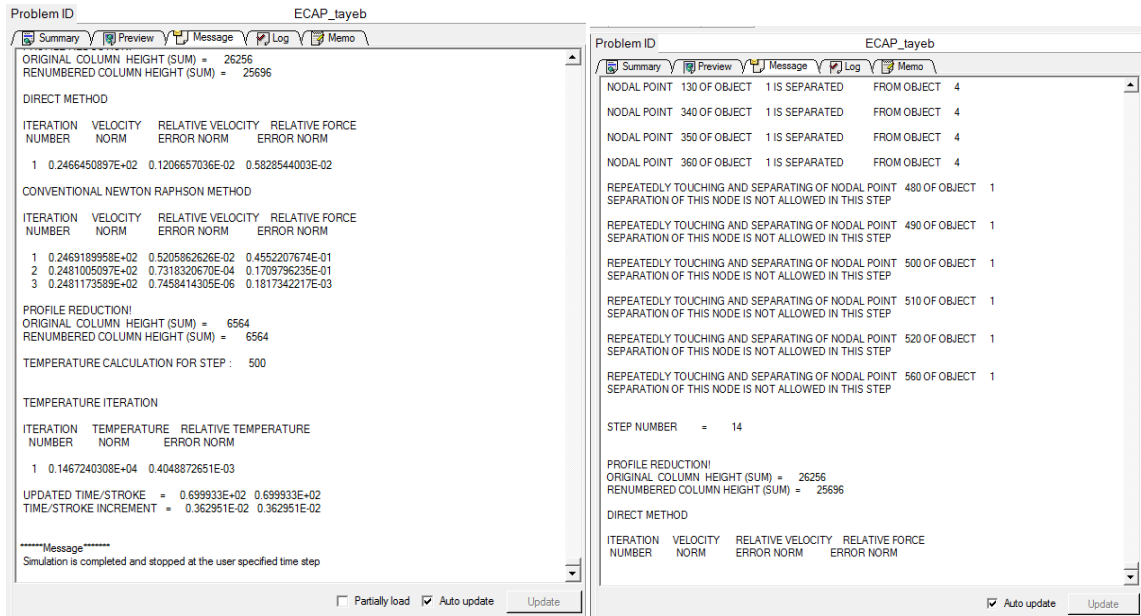 Problem ID ECAP_tayeb
Summary Preview Message Log Memo
ORIGINAL COLUMN HEIGHT (SUM) = 26256
RENUMBERED COLUMN HEIGHT (SUM) = 25696
DIRECT METHOD
ITERATION VELOCITY RELATIVE VELOCITY RELATIVE FORCE
NUMBER NORM ERROR NORM ERROR NORM
1 0.2466450897E+02 0.1206657036E-02 0.5828544003E-02
CONVENTIONAL NEWTON RAPHSON METHOD
ITERATION VELOCITY RELATIVE VELOCITY RELATIVE FORCE
NUMBER NORM ERROR NORM ERROR NORM
1 0.2469189958E+02 0.5205862626E-02 0.4552207674E-01
2 0.2481005097E+02 0.7318320670E-04 0.1709796235E-01
3 0.2481173589E+02 0.7458414305E-06 0.1817342217E-03
PROFILE REDUCTION!
ORIGINAL COLUMN HEIGHT (SUM) = 6564
RENUMBERED COLUMN HEIGHT (SUM) = 6564
TEMPERATURE CALCULATION FOR STEP : 500
TEMPERATURE ITERATION
ITERATION TEMPERATURE RELATIVE TEMPERATURE
NUMBER NORM ERROR NORM
1 0.1467240308E+04 0.4048872651E-03
UPDATED TIME/STROKE = 0.699933E+02 0.699933E+02
TIME/STROKE INCREMENT = 0.362951E-02 0.362951E-02
******Message*******
Simulation is completed and stopped at the user specified time step
Partially load Auto update Update
Problem ID ECAP_tayeb
Summary Preview Message Log Memo
NODAL POINT 130 OF OBJECT 1 IS SEPARATED FROM OBJECT 4
NODAL POINT 340 OF OBJECT 1 IS SEPARATED FROM OBJECT 4
NODAL POINT 350 OF OBJECT 1 IS SEPARATED FROM OBJECT 4
NODAL POINT 360 OF OBJECT 1 IS SEPARATED FROM OBJECT 4
REPEATEDLY TOUCHING AND SEPARATING OF NODAL POINT 480 OF OBJECT 1
SEPARATION OF THIS NODE IS NOT ALLOWED IN THIS STEP
REPEATEDLY TOUCHING AND SEPARATING OF NODAL POINT 490 OF OBJECT 1
SEPARATION OF THIS NODE IS NOT ALLOWED IN THIS STEP
REPEATEDLY TOUCHING AND SEPARATING OF NODAL POINT 500 OF OBJECT 1
SEPARATION OF THIS NODE IS NOT ALLOWED IN THIS STEP
REPEATEDLY TOUCHING AND SEPARATING OF NODAL POINT 510 OF OBJECT 1
SEPARATION OF THIS NODE IS NOT ALLOWED IN THIS STEP
REPEATEDLY TOUCHING AND SEPARATING OF NODAL POINT 520 OF OBJECT 1
SEPARATION OF THIS NODE IS NOT ALLOWED IN THIS STEP
REPEATEDLY TOUCHING AND SEPARATING OF NODAL POINT 560 OF OBJECT 1
SEPARATION OF THIS NODE IS NOT ALLOWED IN THIS STEP
STEP NUMBER = 14
PROFILE REDUCTION!
ORIGINAL COLUMN HEIGHT (SUM) = 26256
RENUMBERED COLUMN HEIGHT (SUM) = 25696
DIRECT METHOD
ITERATION VELOCITY RELATIVE VELOCITY RELATIVE FORCE
NUMBER NORM ERROR NORM ERROR NORM
Auto update Update